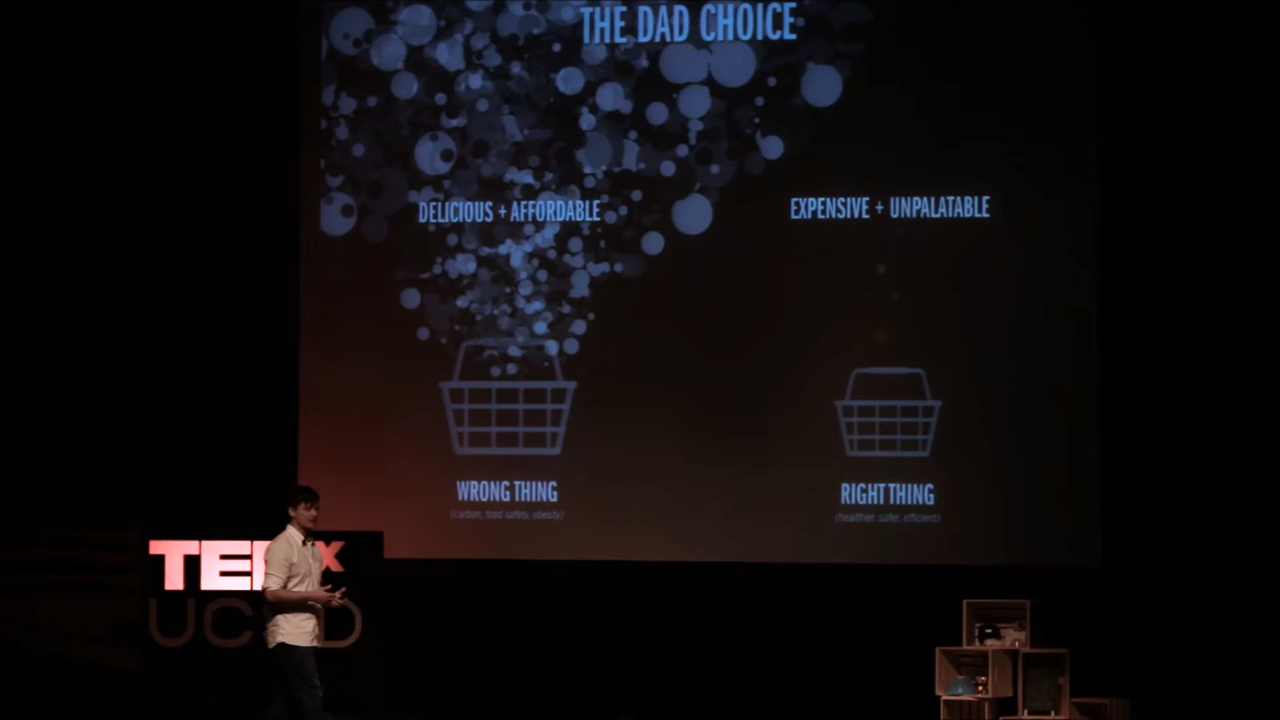 THE DAD CHOICE
DELICIOUS + AFFORDABLE
EXPENSIVE + UNPALATABLE
WRONG THING
(carbon, food safety, obesity)
RIGHT THING
(healthier, safer, efficient)
TEDx
UC D